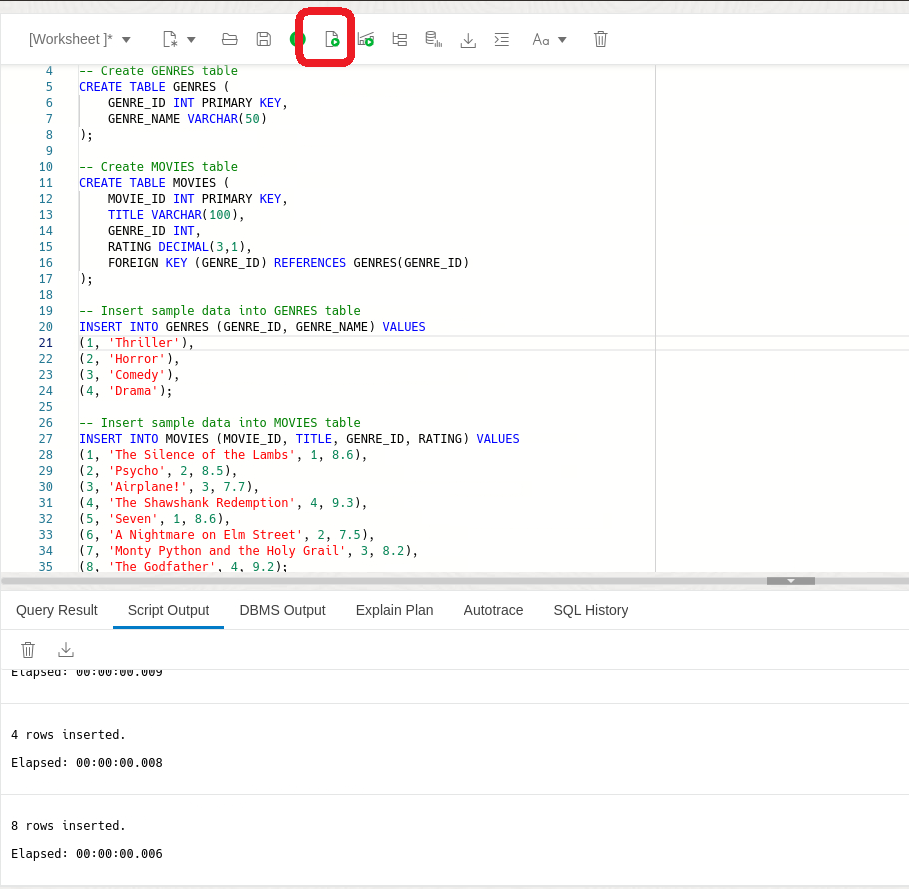 [Worksheet ]*
Aa
4 -- Create GENRES table
5 CREATE TABLE GENRES (
6 GENRE_ID INT PRIMARY KEY,
7 GENRE_NAME VARCHAR(50)
8 );
9
10 -- Create MOVIES table
11 CREATE TABLE MOVIES (
12 MOVIE_ID INT PRIMARY KEY,
13 TITLE VARCHAR(100),
14 GENRE_ID INT,
15 RATING DECIMAL(3,1),
16 FOREIGN KEY (GENRE_ID) REFERENCES GENRES(GENRE_ID)
17 );
18
19 -- Insert sample data into GENRES table
20 INSERT INTO GENRES (GENRE_ID, GENRE_NAME) VALUES
21 (1, 'Thriller'),
22 (2, 'Horror'),
23 (3, 'Comedy'),
24 (4, 'Drama');
25
26 -- Insert sample data into MOVIES table
27 INSERT INTO MOVIES (MOVIE_ID, TITLE, GENRE_ID, RATING) VALUES
28 (1, 'The Silence of the Lambs', 1, 8.6),
29 (2, 'Psycho', 2, 8.5),
30 (3, 'Airplane!', 3, 7.7),
31 (4, 'The Shawshank Redemption', 4, 9.3),
32 (5, 'Seven', 1, 8.6),
33 (6, 'A Nightmare on Elm Street', 2, 7.5),
34 (7, 'Monty Python and the Holy Grail', 3, 8.2),
35 (8, 'The Godfather', 4, 9.2);
Query Result Script Output DBMS Output Explain Plan Autotrace SQL History
Elapsed: 00:00:00.009
4 rows inserted.
Elapsed: 00:00:00.008
8 rows inserted.
Elapsed: 00:00:00.006